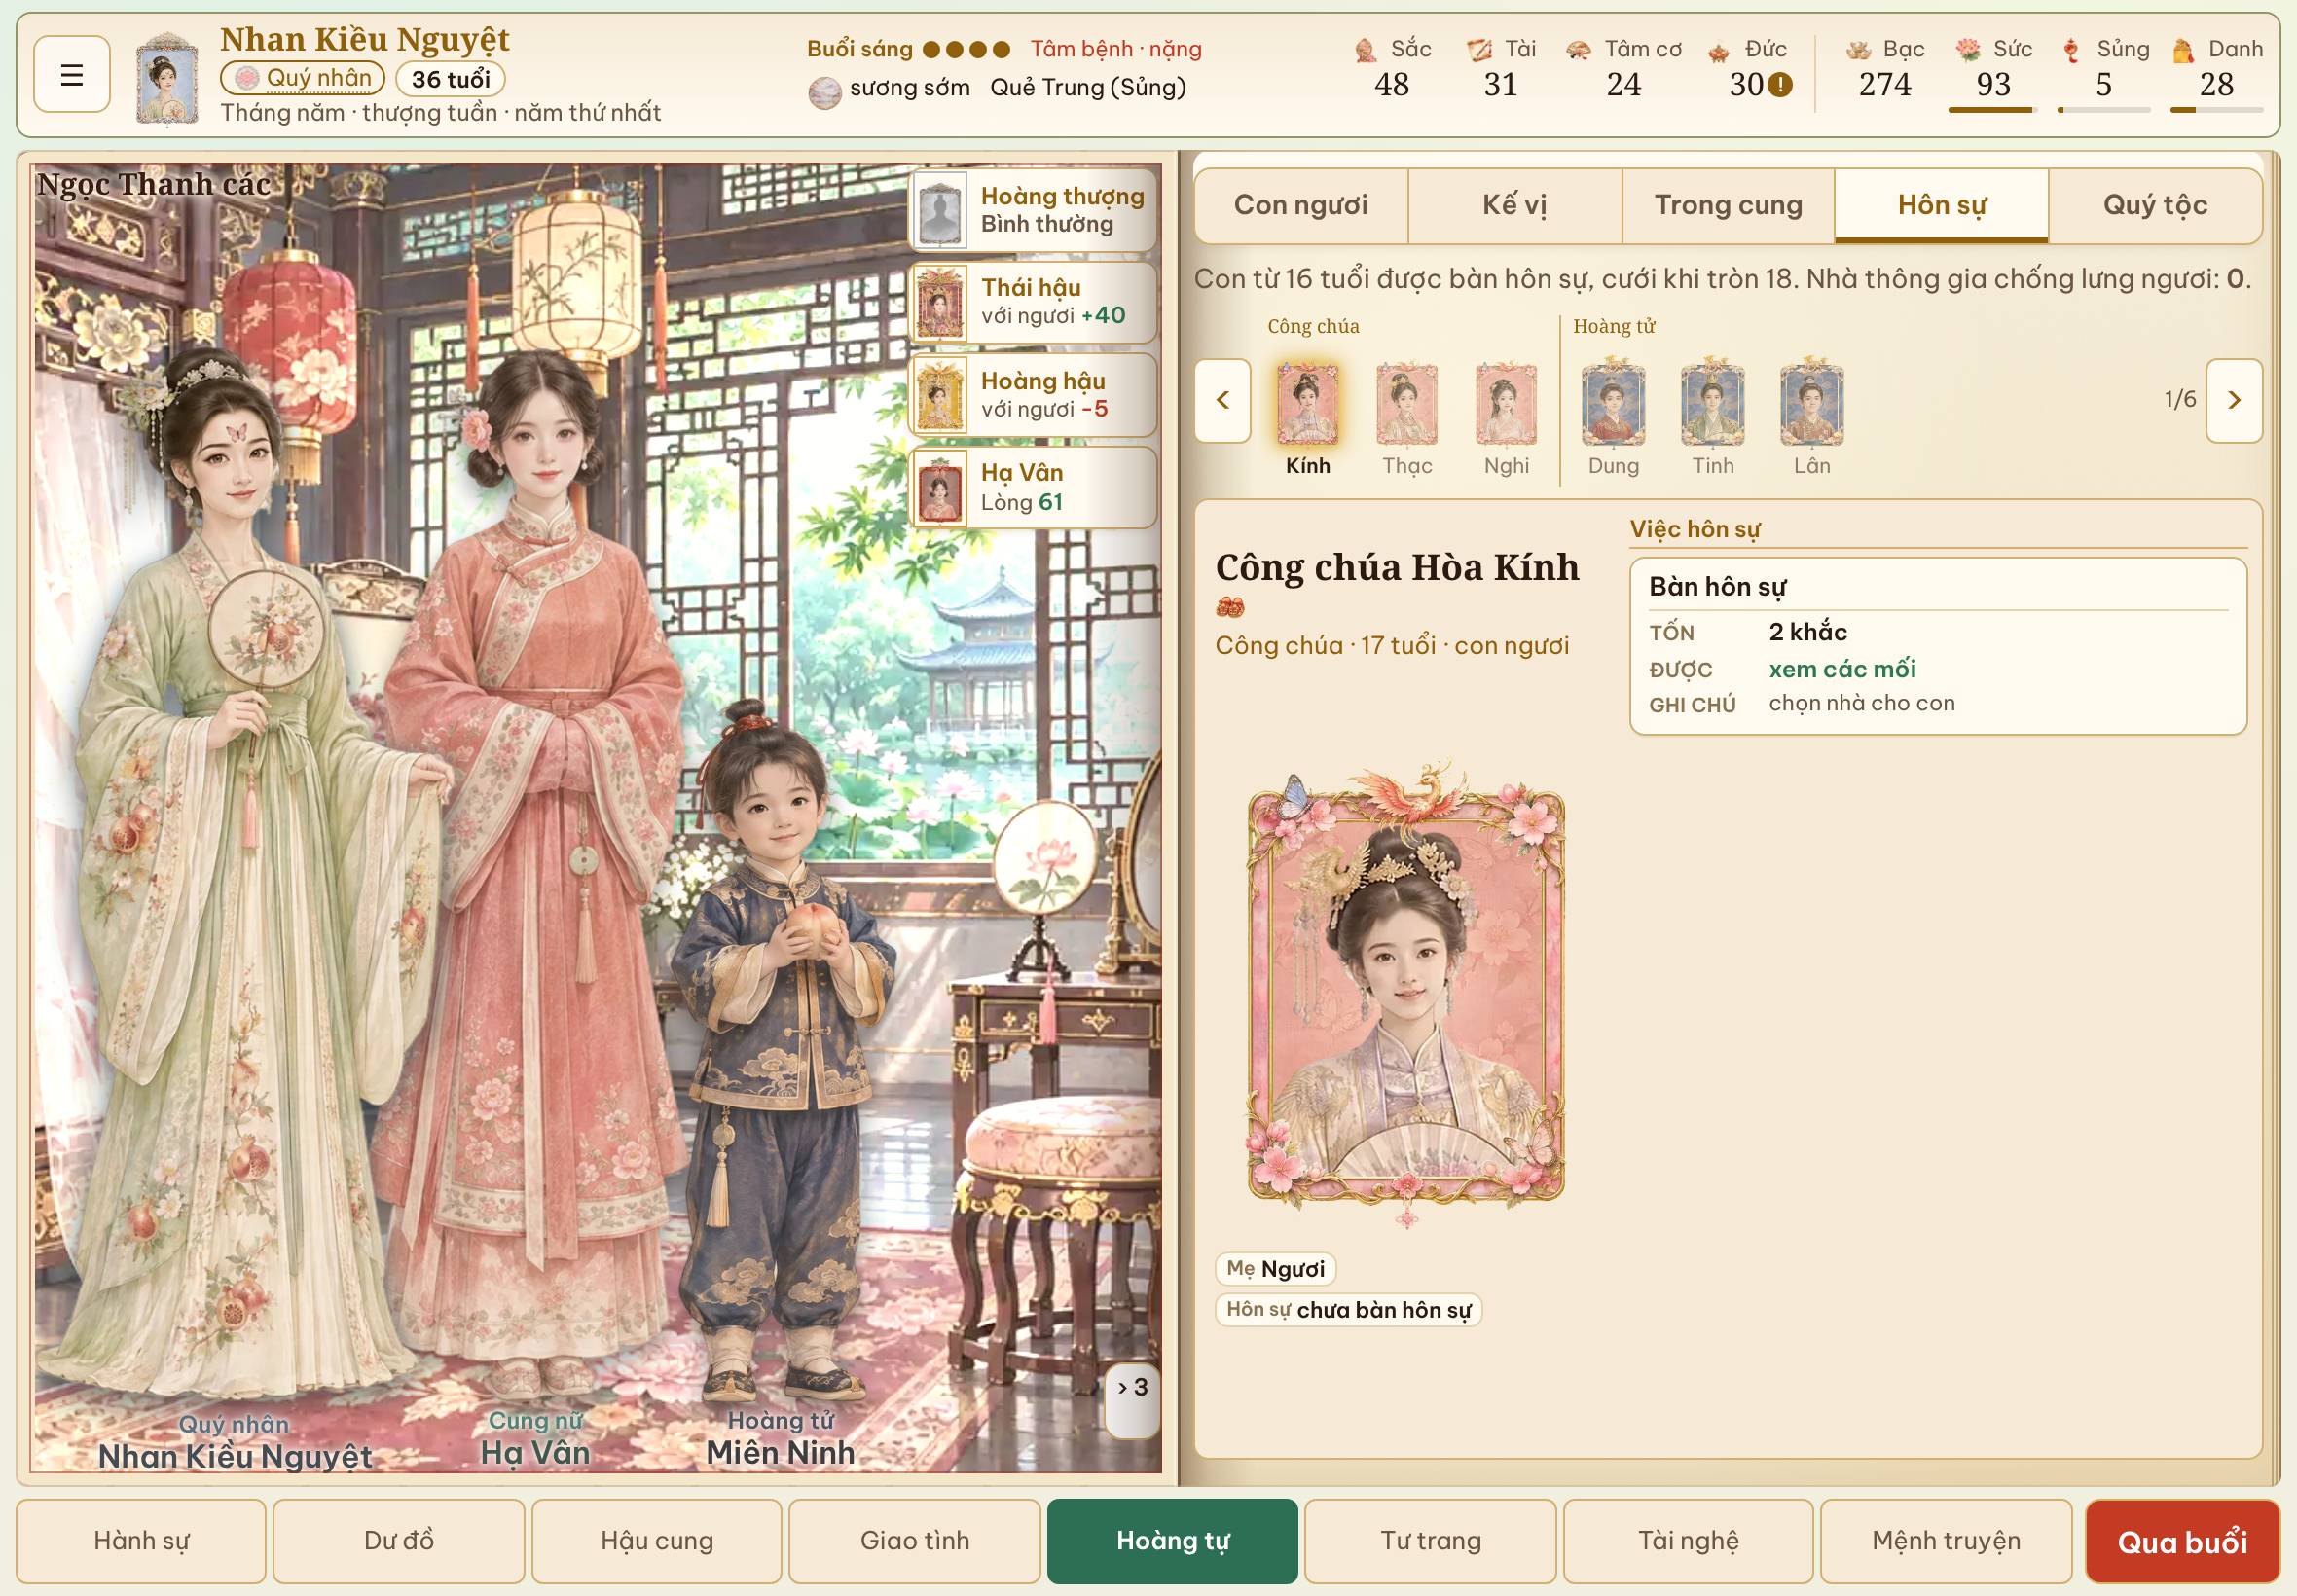 ☰
Nhan Kiều Nguyệt
Quý nhân 36 tuổi
Tháng năm · thượng tuần · năm thứ nhất
Buổi sáng Tâm bệnh · nặng
sương sớm Quẻ Trung (Sủng)
Sắc Tài Tâm cơ Đức Bạc Sức Sủng Danh
48 31 24 30 ! 274 93 5 28
Ngọc Thanh các
Hoàng thượng
Bình thường
Thái hậu
với ngươi +40
Hoàng hậu
với ngươi -5
Hạ Vân
Lòng 61
› 3
Quý nhân
Nhan Kiều Nguyệt
Cung nữ
Hạ Vân
Hoàng tử
Miên Ninh
Con ngươi Kế vị Trong cung Hôn sự Quý tộc
Con từ 16 tuổi được bàn hôn sự, cưới khi tròn 18. Nhà thông gia chống lưng ngươi: 0.
Công chúa Hoàng tử
‹ 1/6 ›
Kính Thạc Nghi Dung Tinh Lân
Công chúa Hòa Kính
Công chúa · 17 tuổi · con ngươi
Mẹ Ngươi
Hôn sự chưa bàn hôn sự
Việc hôn sự
Bàn hôn sự
TỐN 2 khắc
ĐƯỢC xem các mối
GHI CHÚ chọn nhà cho con
Hành sự Dư đồ Hậu cung Giao tình Hoàng tự Tư trang Tài nghệ Mệnh truyện Qua buổi